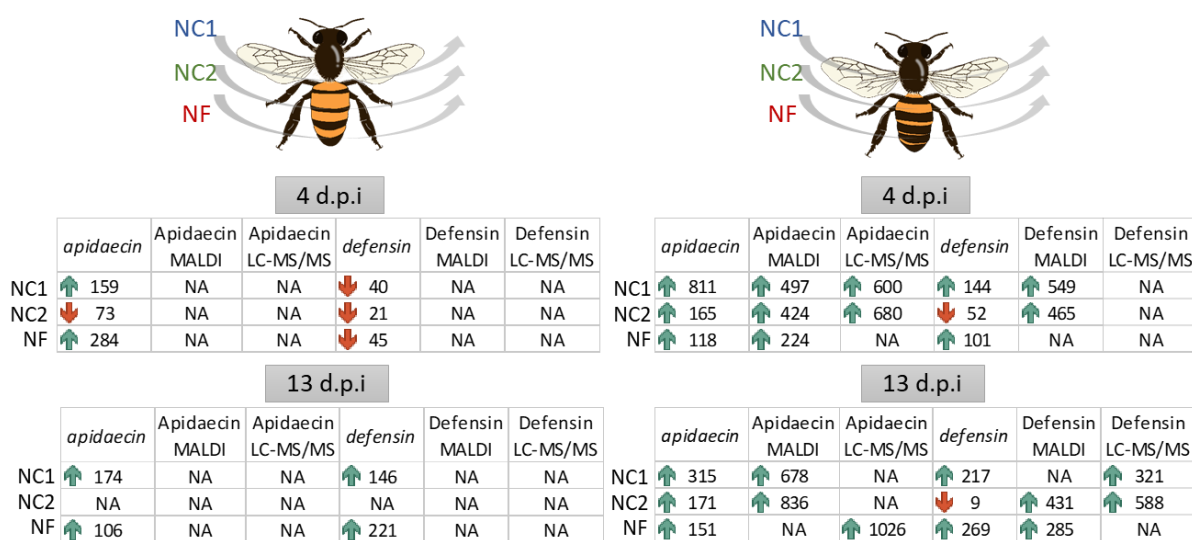 NC1
NC2
NF
4 d.p.i
apidaecin Apidaecin MALDI Apidaecin LC-MS/MS defensin Defensin MALDI Defensin LC-MS/MS
NC1 159 NA NA 40 NA NA
NC2 73 NA NA 21 NA NA
NF 284 NA NA 45 NA NA
13 d.p.i
apidaecin Apidaecin MALDI Apidaecin LC-MS/MS defensin Defensin MALDI Defensin LC-MS/MS
NC1 174 NA NA 146 NA NA
NC2 NA NA NA NA NA NA
NF 106 NA NA 221 NA NA
NC1
NC2
NF
4 d.p.i
apidaecin Apidaecin MALDI Apidaecin LC-MS/MS defensin Defensin MALDI Defensin LC-MS/MS
NC1 811 497 600 144 549 NA
NC2 165 424 680 52 465 NA
NF 118 224 NA 101 NA NA
13 d.p.i
apidaecin Apidaecin MALDI Apidaecin LC-MS/MS defensin Defensin MALDI Defensin LC-MS/MS
NC1 315 678 NA 217 NA 321
NC2 171 836 NA 9 431 588
NF 151 NA 1026 269 285 NA